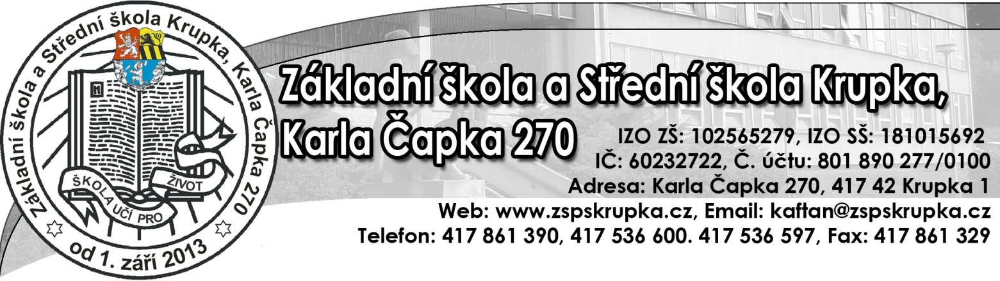 Základní škola a Střední škola Krupka, Karla Čapka 270
od 1. září 2013
ŠKOLA UČÍ PRO ŽIVOT
Základní škola a Střední škola Krupka,
Karla Čapka 270
IZO ZŠ: 102565279, IZO SŠ: 181015692
IČ: 60232722, Č. účtu: 801 890 277/0100
Adresa: Karla Čapka 270, 417 42 Krupka 1
Web: www.zspskrupka.cz, Email: kaftan@zspskrupka.cz
Telefon: 417 861 390, 417 536 600. 417 536 597, Fax: 417 861 329